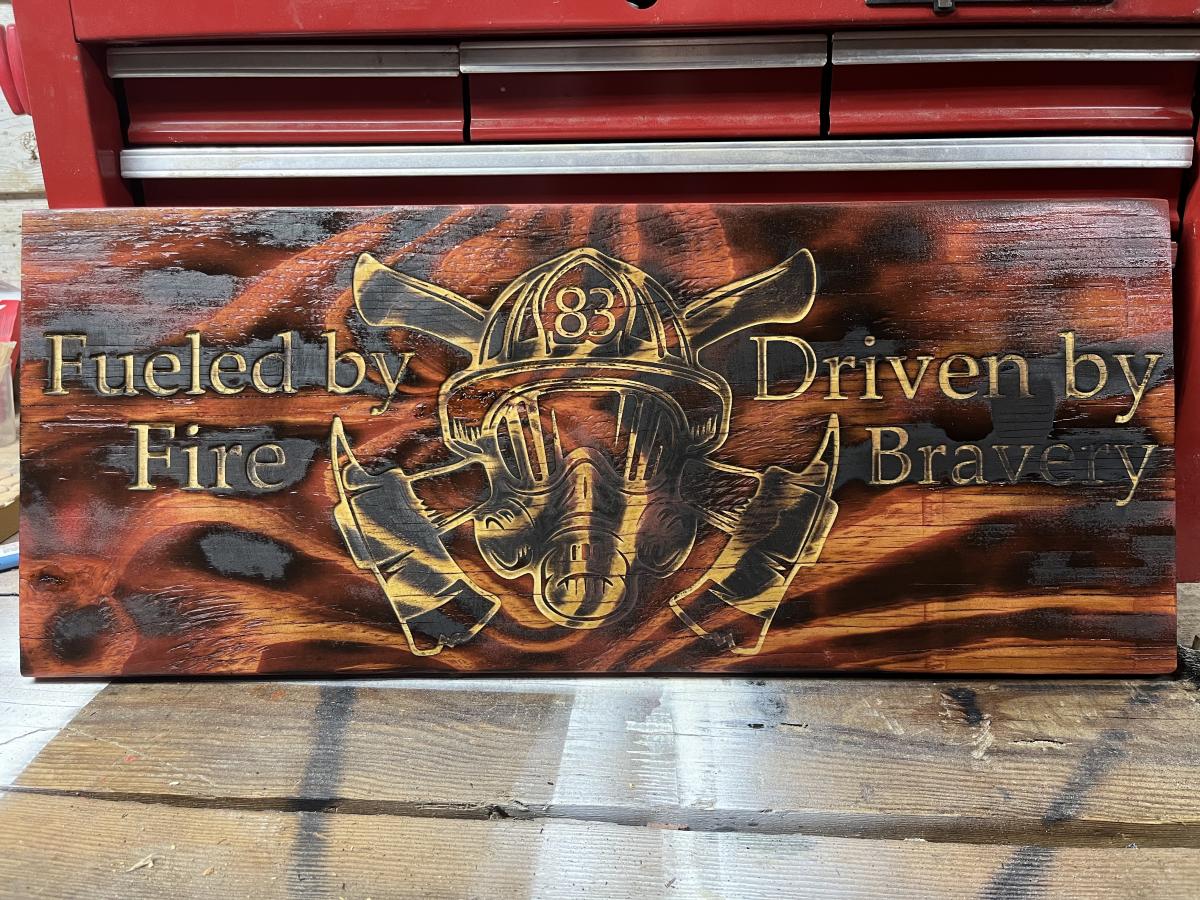 Fueled by
Fire
83
Driven by
Bravery